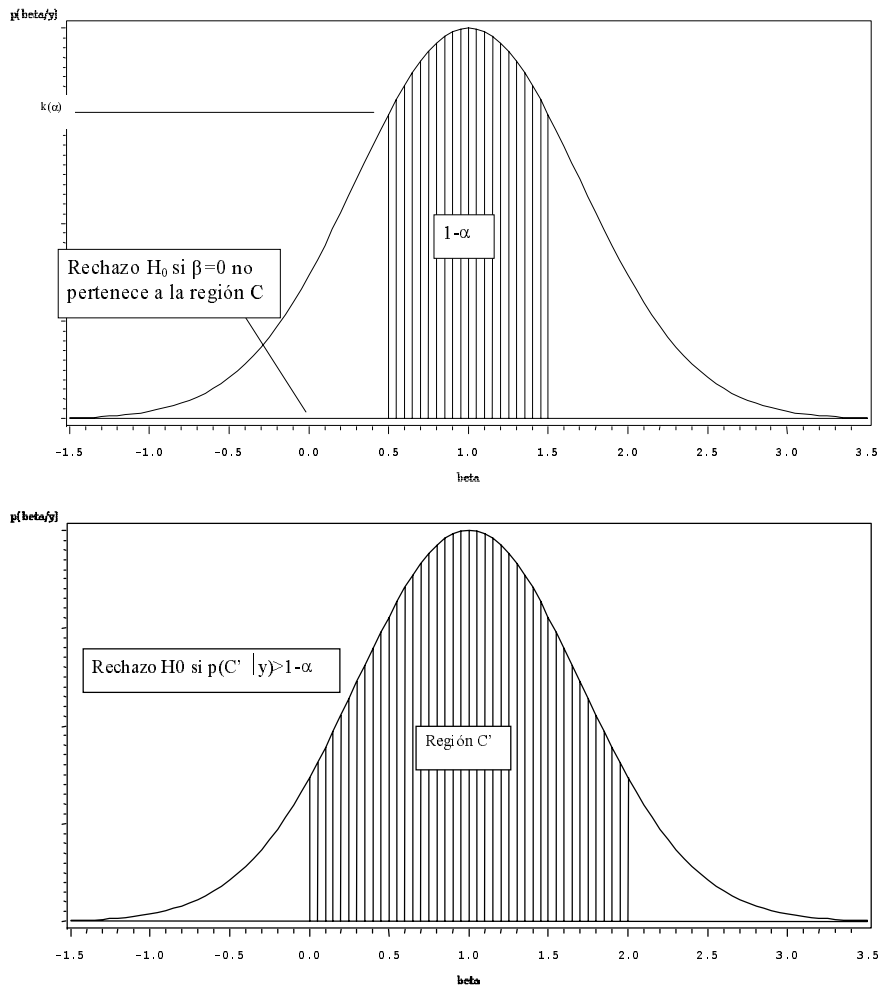 p(beta/y)
k(α)
1-α
Rechazo H₀ si β=0 no
pertenece a la región C
-1.5 -1.0 -0.5 0.0 0.5 1.0 1.5 2.0 2.5 3.0 3.5
beta
p(beta/y)
Rechazo H0 si p(C' |y)>1-α
Región C'
-1.5 -1.0 -0.5 0.0 0.5 1.0 1.5 2.0 2.5 3.0 3.5
beta